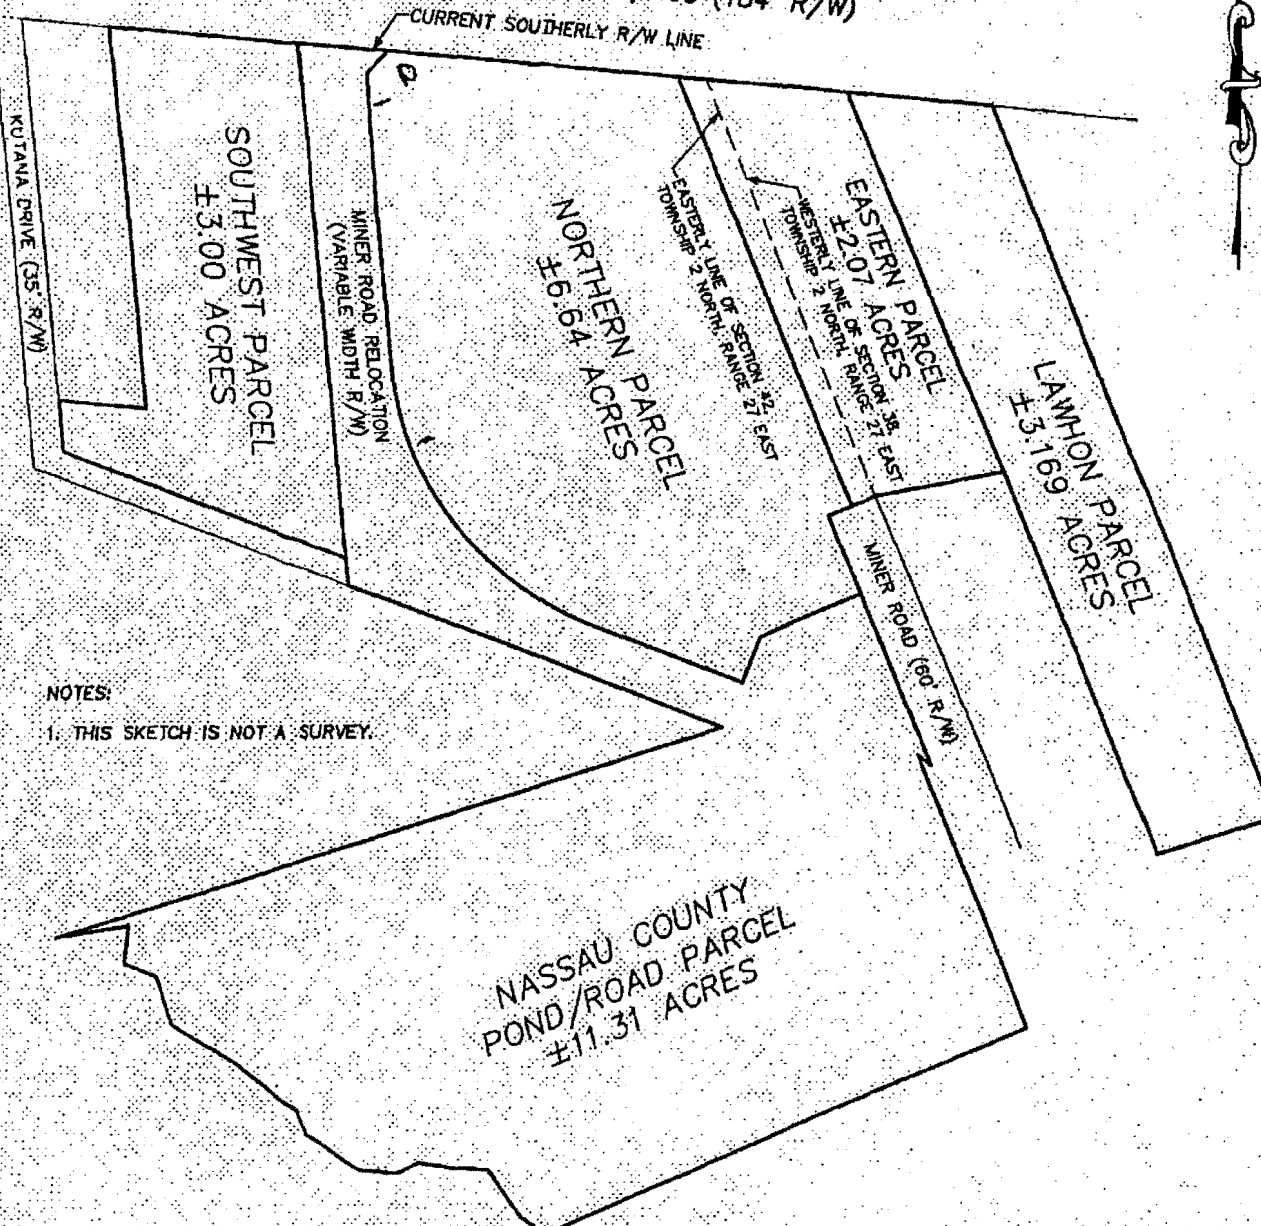 (184' R/W)
CURRENT SOUTHERLY R/W LINE
KUTANA DRIVE (35' R/W)
SOUTHWEST PARCEL
±3.00 ACRES
MINER ROAD RELOCATION
(VARIABLE WIDTH R/W)
NORTHERN PARCEL
±6.64 ACRES
EASTERLY LINE OF SECTION 42,
TOWNSHIP 2 NORTH, RANGE 27 EAST
WESTERLY LINE OF SECTION 38,
TOWNSHIP 2 NORTH, RANGE 27 EAST
EASTERN PARCEL
±2.07 ACRES
LAWHON PARCEL
±3.169 ACRES
MINER ROAD (60' R/W)
NOTES:
1. THIS SKETCH IS NOT A SURVEY.
NASSAU COUNTY
POND/ROAD PARCEL
±11.31 ACRES